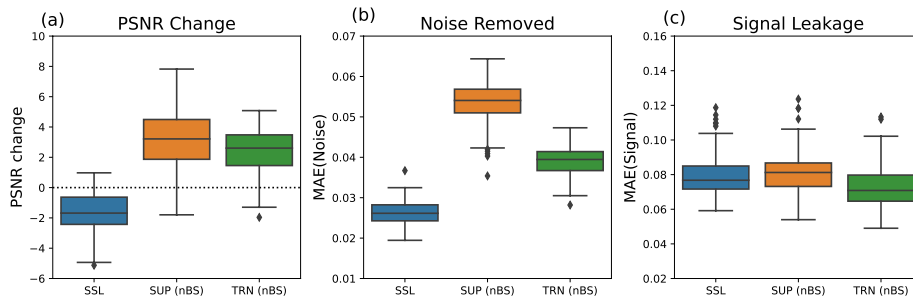 (a)
PSNR Change
10
8
6
4
2
0
−2
−4
−6
PSNR change
SSL
SUP (nBS)
TRN (nBS)
(b)
Noise Removed
0.07
0.06
0.05
0.04
0.03
0.02
0.01
MAE(Noise)
SSL
SUP (nBS)
TRN (nBS)
(c)
Signal Leakage
0.16
0.14
0.12
0.10
0.08
0.06
0.04
0.02
MAE(Signal)
SSL
SUP (nBS)
TRN (nBS)